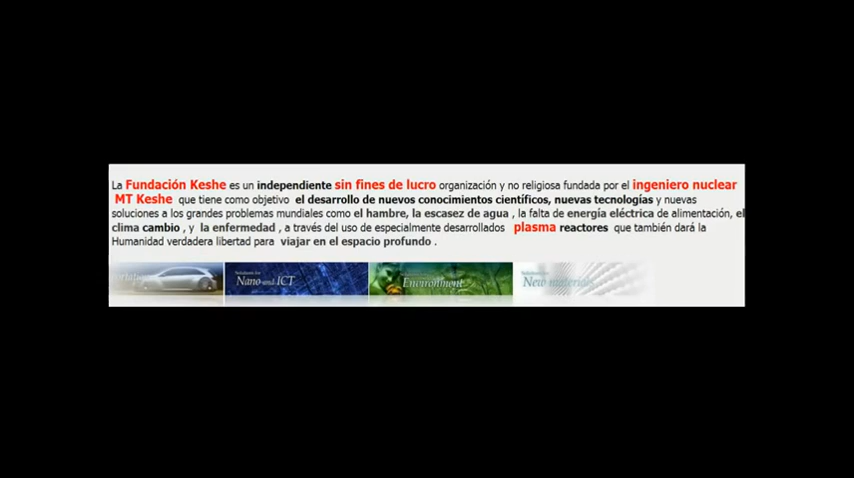 La Fundación Keshe es un independiente sin fines de lucro organización y no religiosa fundada por el ingeniero nuclear
MT Keshe que tiene como objetivo el desarrollo de nuevos conocimientos científicos, nuevas tecnologías y nuevas
soluciones a los grandes problemas mundiales como el hambre, la escasez de agua , la falta de energía eléctrica de alimentación, el
clima cambio , y la enfermedad , a través del uso de especialmente desarrollados plasma reactores que también dará la
Humanidad verdadera libertad para viajar en el espacio profundo .
Solutions for
Nano and ICT
Environment
New materials